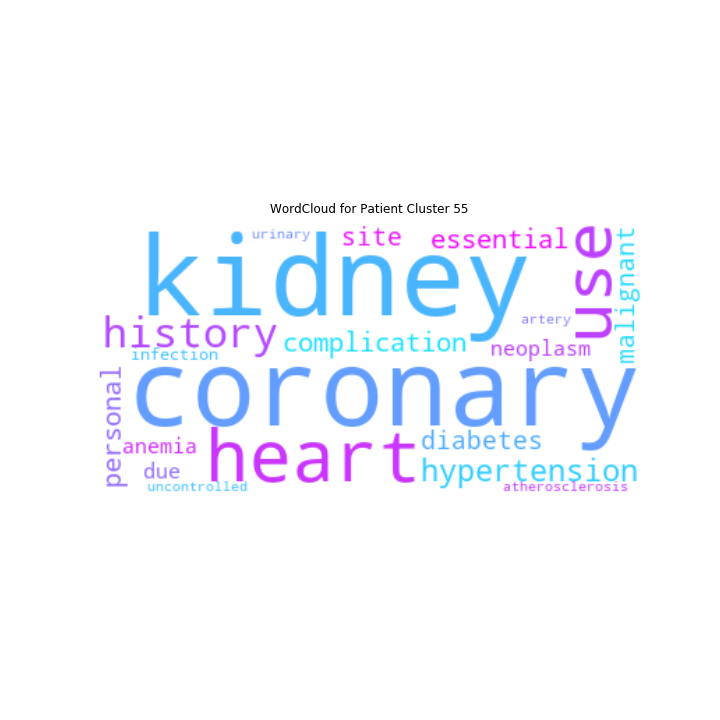 WordCloud for Patient Cluster 55
urinary
site
essential
use
malignant
kidney
history
complication
artery
neoplasm
infection
coronary
personal
anemia
heart
diabetes
due
hypertension
uncontrolled
atherosclerosis